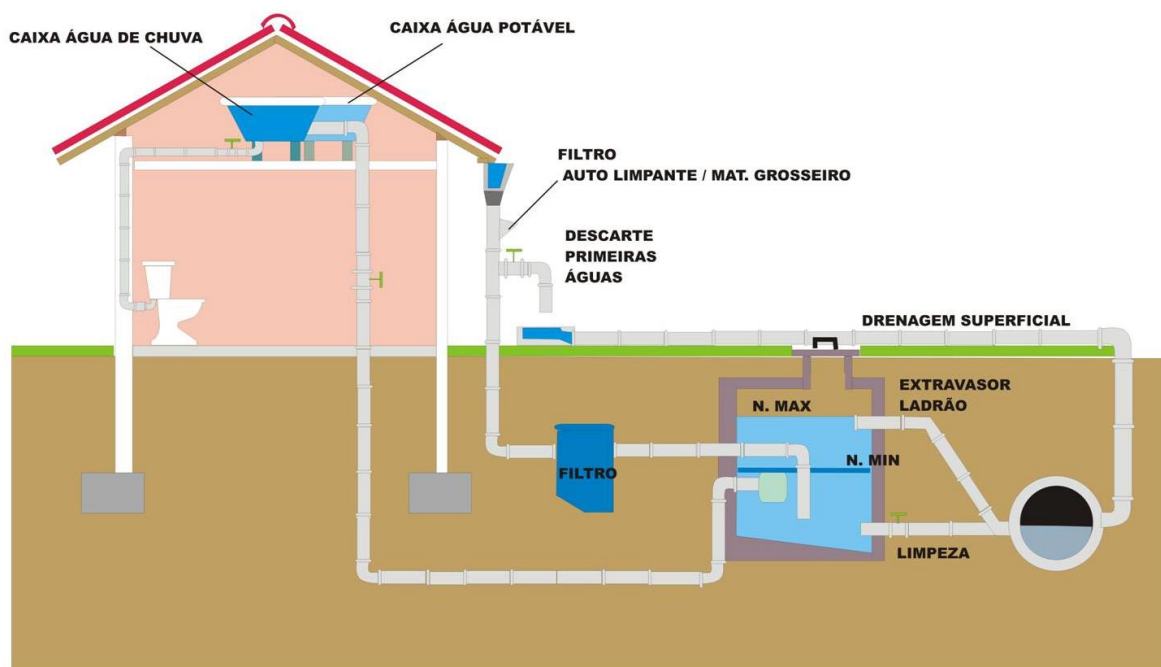 CAIXA ÁGUA DE CHUVA
CAIXA ÁGUA POTÁVEL
FILTRO
AUTO LIMPANTE / MAT. GROSSEIRO
DESCARTE
PRIMEIRAS
ÁGUAS
DRENAGEM SUPERFICIAL
EXTRAVASOR
LADRÃO
N. MAX
N. MIN
FILTRO
LIMPEZA